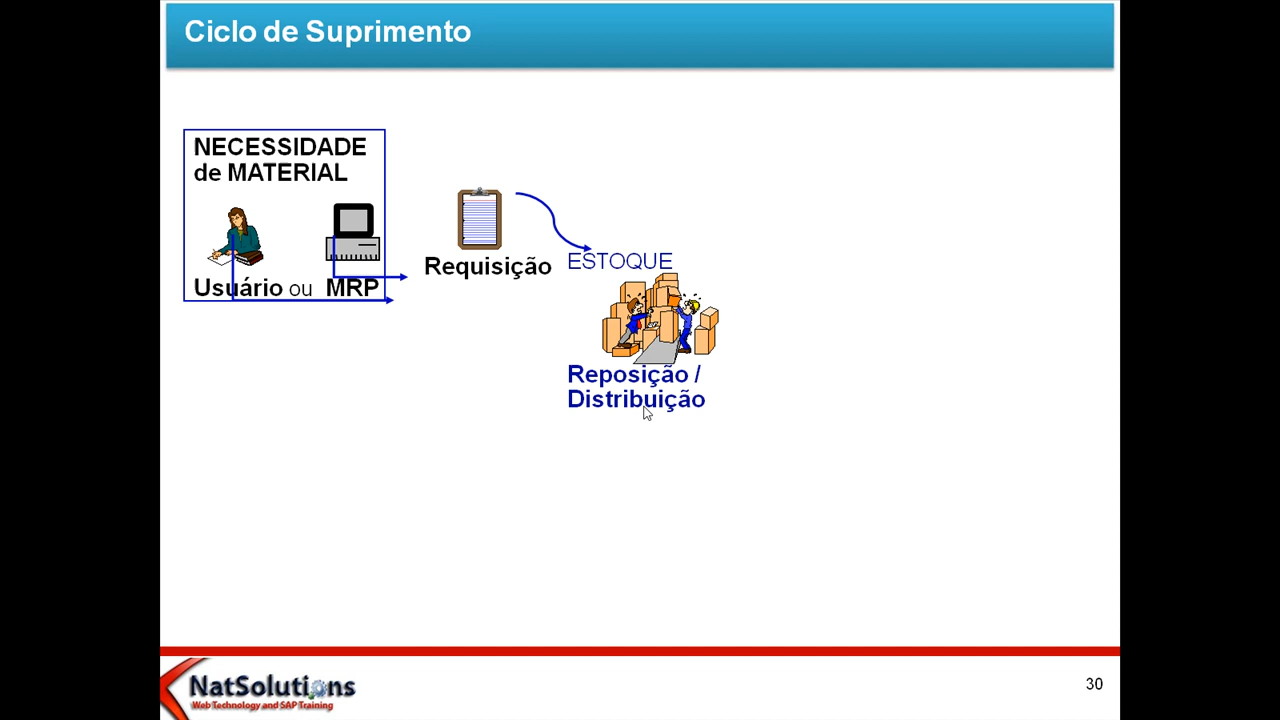 Ciclo de Suprimento
NECESSIDADE
de MATERIAL
Usuário ou MRP
Requisição
ESTOQUE
Reposição /
Distribuição
NatSolutions
Web Technology and SAP Training
30